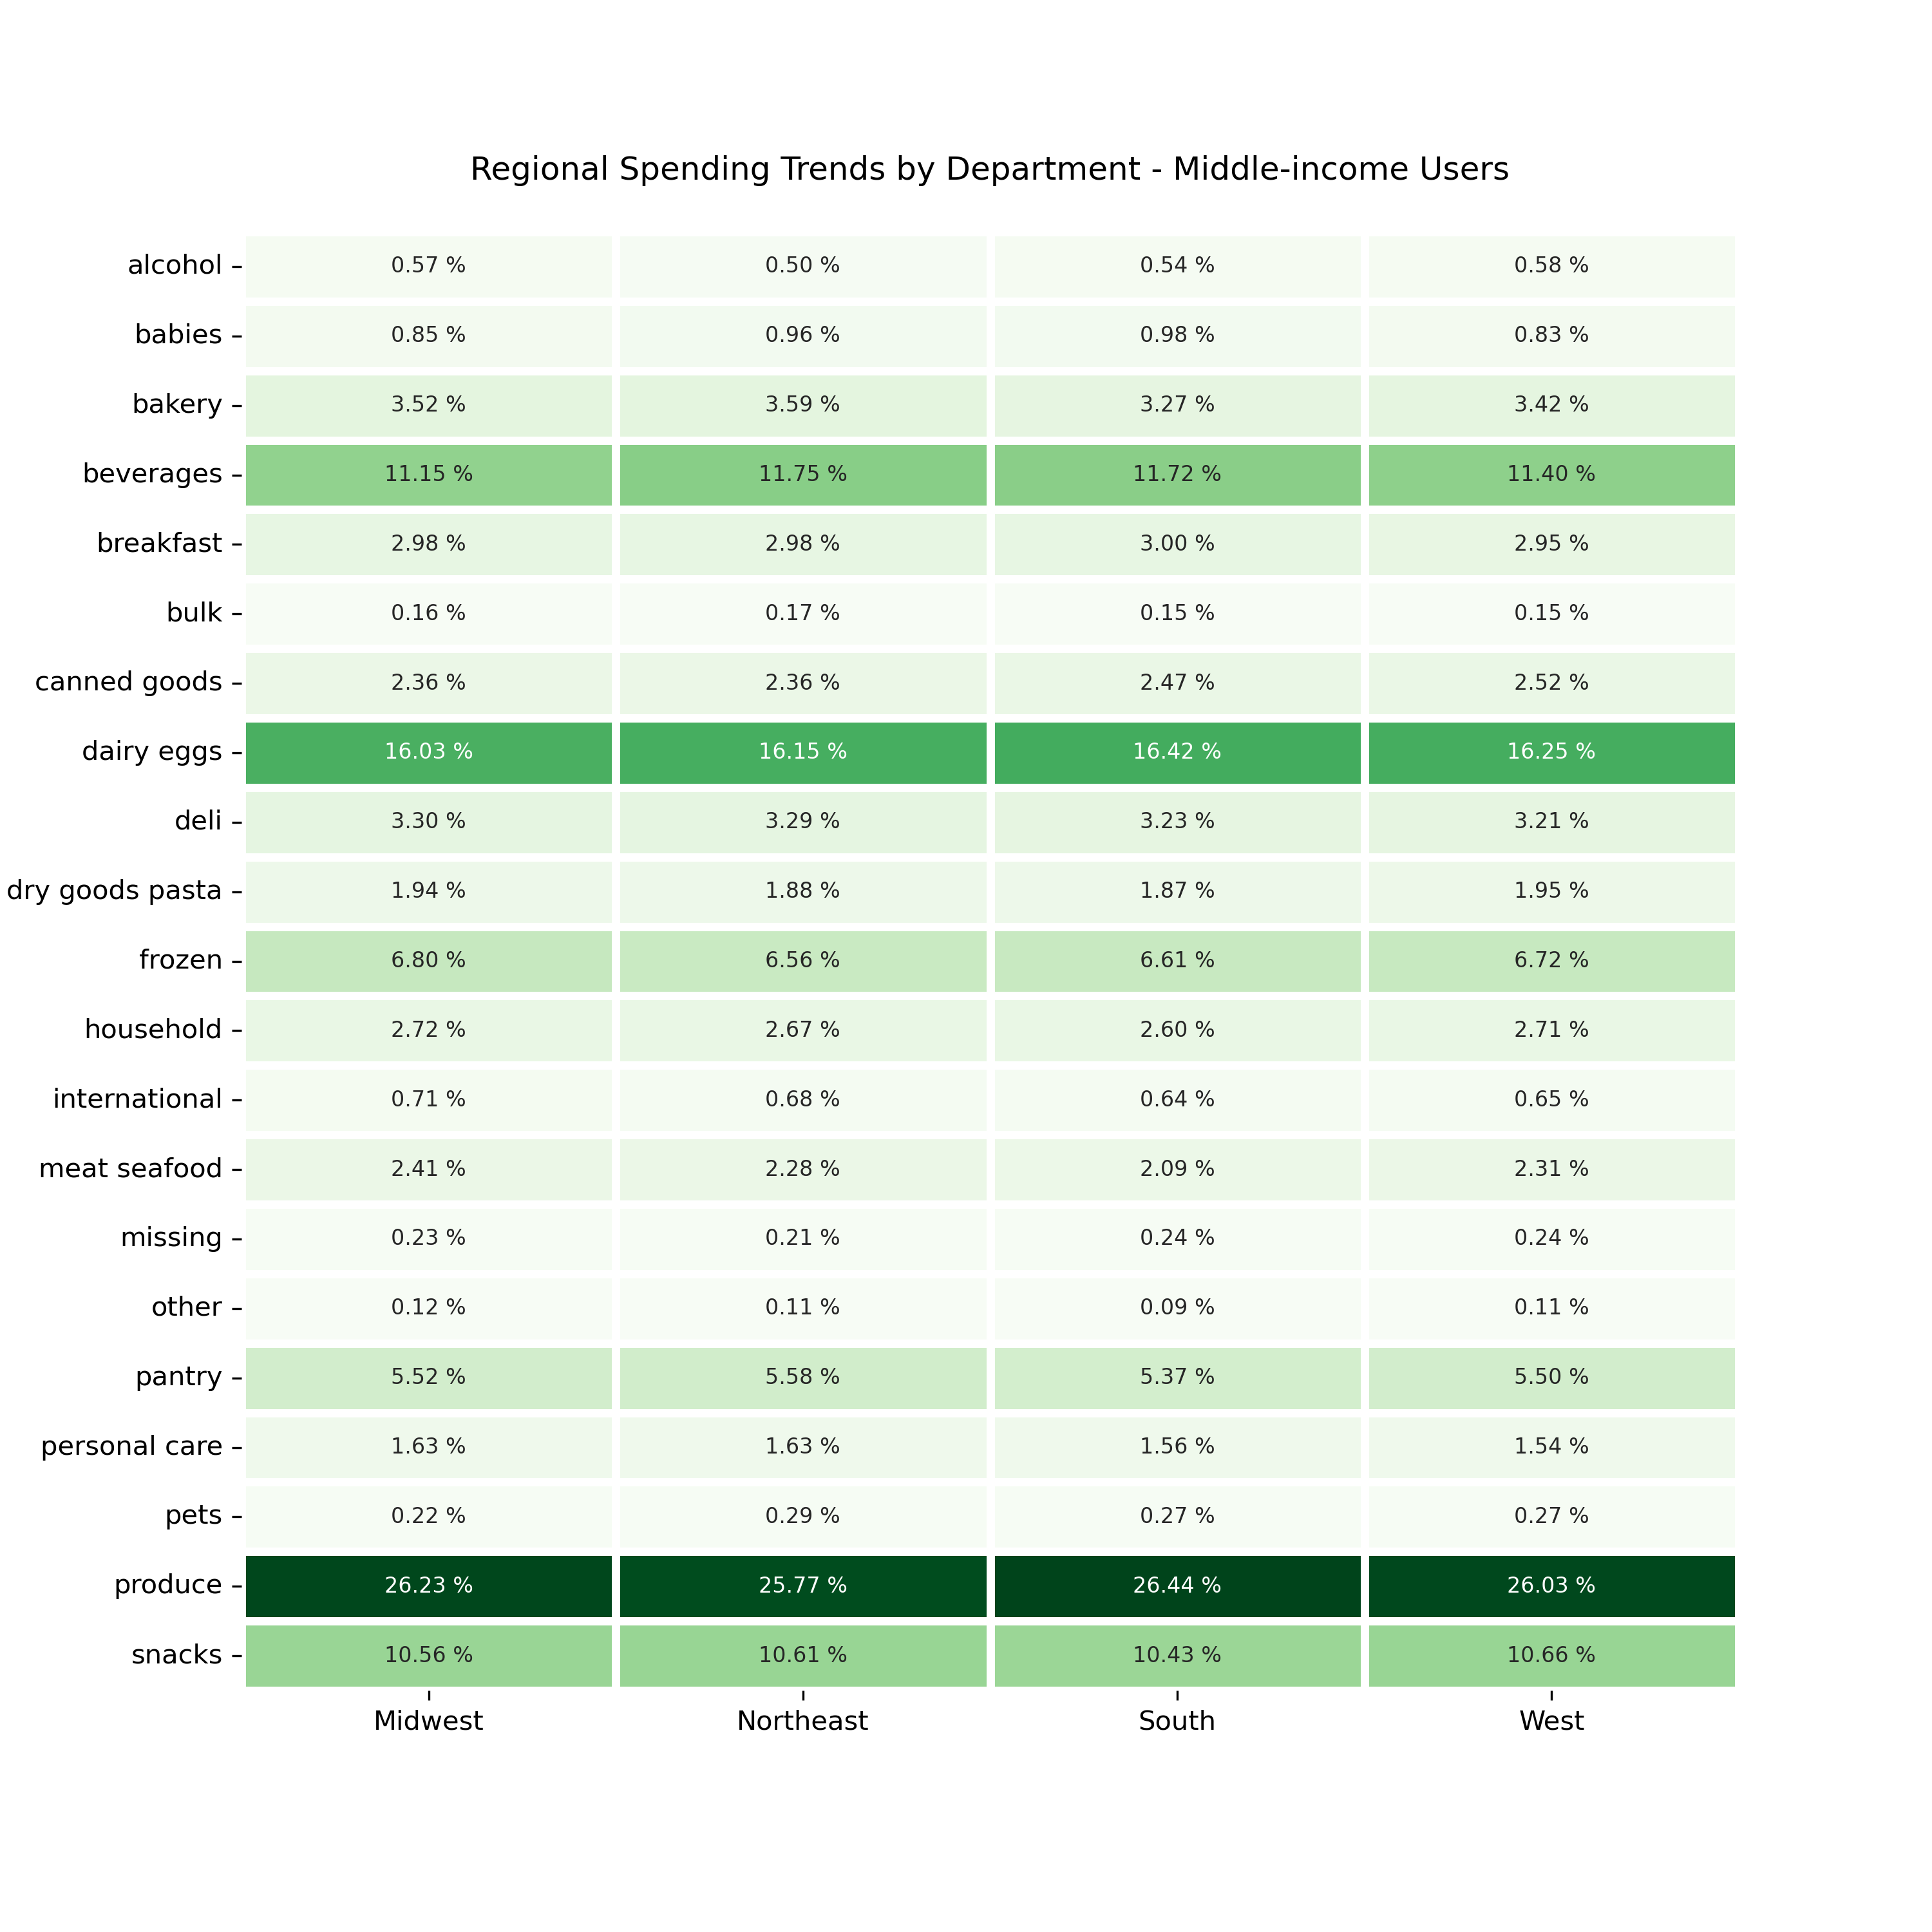 Regional Spending Trends by Department - Middle-income Users
alcohol 0.57 % 0.50 % 0.54 % 0.58 %
babies 0.85 % 0.96 % 0.98 % 0.83 %
bakery 3.52 % 3.59 % 3.27 % 3.42 %
beverages 11.15 % 11.75 % 11.72 % 11.40 %
breakfast 2.98 % 2.98 % 3.00 % 2.95 %
bulk 0.16 % 0.17 % 0.15 % 0.15 %
canned goods 2.36 % 2.36 % 2.47 % 2.52 %
dairy eggs 16.03 % 16.15 % 16.42 % 16.25 %
deli 3.30 % 3.29 % 3.23 % 3.21 %
dry goods pasta 1.94 % 1.88 % 1.87 % 1.95 %
frozen 6.80 % 6.56 % 6.61 % 6.72 %
household 2.72 % 2.67 % 2.60 % 2.71 %
international 0.71 % 0.68 % 0.64 % 0.65 %
meat seafood 2.41 % 2.28 % 2.09 % 2.31 %
missing 0.23 % 0.21 % 0.24 % 0.24 %
other 0.12 % 0.11 % 0.09 % 0.11 %
pantry 5.52 % 5.58 % 5.37 % 5.50 %
personal care 1.63 % 1.63 % 1.56 % 1.54 %
pets 0.22 % 0.29 % 0.27 % 0.27 %
produce 26.23 % 25.77 % 26.44 % 26.03 %
snacks 10.56 % 10.61 % 10.43 % 10.66 %
Midwest Northeast South West